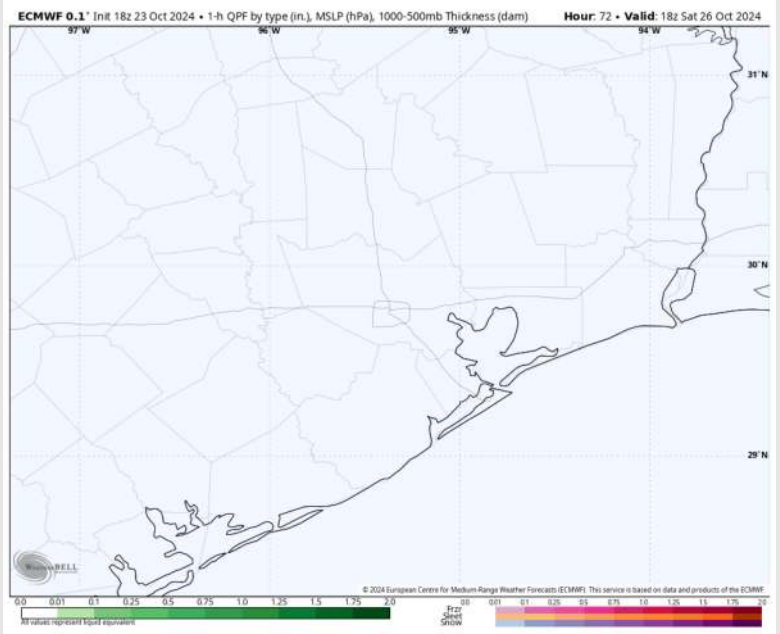 ECMWF 0.1° Init 18z 23 Oct 2024 • 1-h QPF by type (in.), MSLP (hPa), 1000-500mb Thickness (dam) Hour: 72 • Valid: 18z Sat 26 Oct 2024
97°W 96°W 95°W 94°W
31°N
30°N
29°N
WeatherBELL
© 2024 European Centre for Medium-Range Weather Forecasts (ECMWF). This service is based on data and products of the ECMWF.
0.0 0.01 0.1 0.25 0.5 0.75 1.0 1.25 1.5 1.75 2.0 0.0 0.01 0.1 0.25 0.5 0.75 1.0 1.25 1.5 1.75 2.0
Frzr
Sleet
Snow
All values represent liquid equivalent